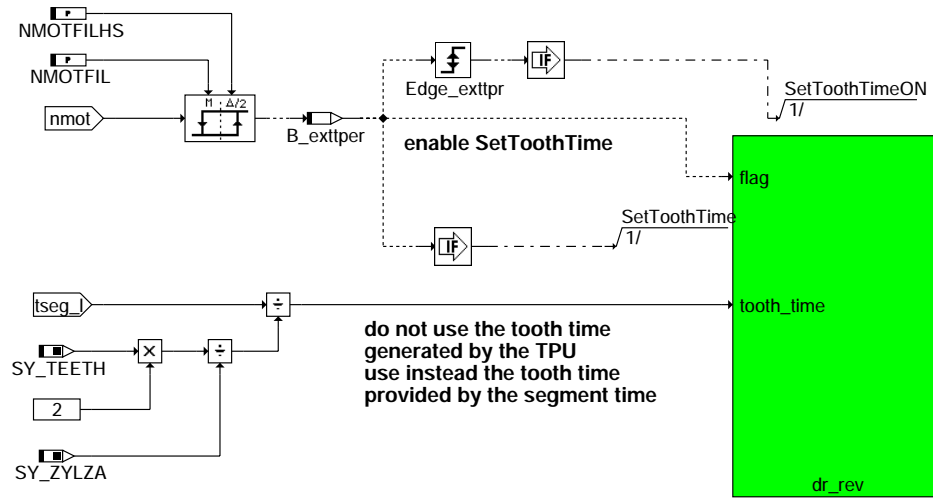 P
NMOTFILHS
P
NMOTFIL
M Δ/2
nmot
B_exttper
Edge_exttpr
IF
SetToothTimeON
1/
enable SetToothTime
flag
SetToothTime
1/
IF
tseg_l
÷
tooth_time
do not use the tooth time
generated by the TPU
use instead the tooth time
provided by the segment time
SY_TEETH
×
÷
2
SY_ZYLZA
dr_rev